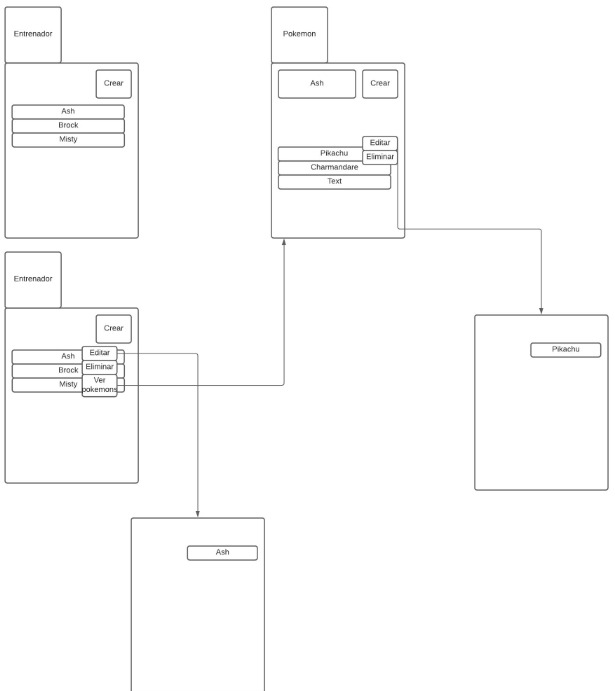 Entrenador
Crear
Ash
Brock
Misty
Pokemon
Ash
Crear
Editar
Eliminar
Pikachu
Charmandare
Text
Entrenador
Crear
Ash
Brock
Misty
Editar
Eliminar
Ver
pokemons
Pikachu
Ash